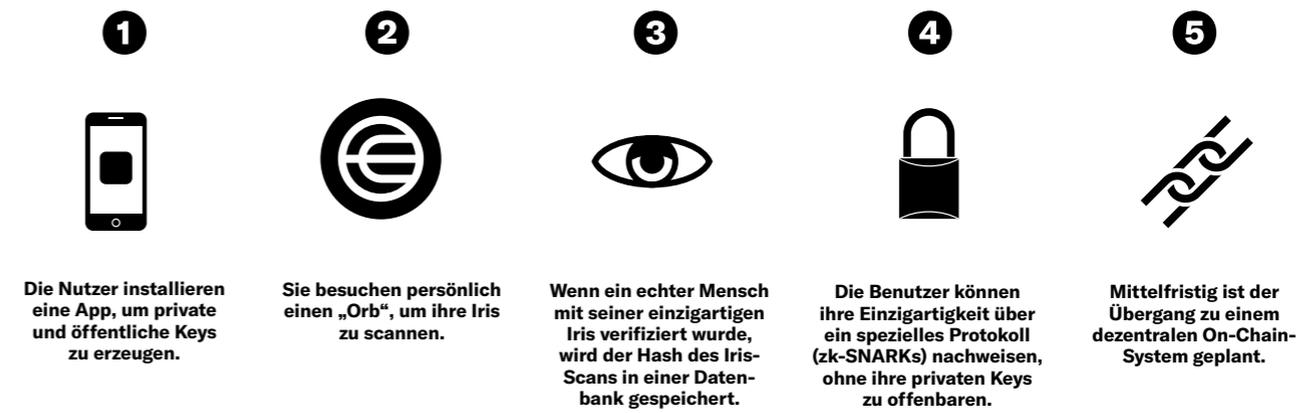 1
Die Nutzer installieren
eine App, um private
und öffentliche Keys
zu erzeugen.
2
Sie besuchen persönlich
einen „Orb“, um ihre Iris
zu scannen.
3
Wenn ein echter Mensch
mit seiner einzigartigen
Iris verifiziert wurde,
wird der Hash des Iris-
Scans in einer Daten-
bank gespeichert.
4
Die Benutzer können
ihre Einzigartigkeit über
ein spezielles Protokoll
(zk-SNARKs) nachweisen,
ohne ihre privaten Keys
zu offenbaren.
5
Mittelfristig ist der
Übergang zu einem
dezentralen On-Chain-
System geplant.